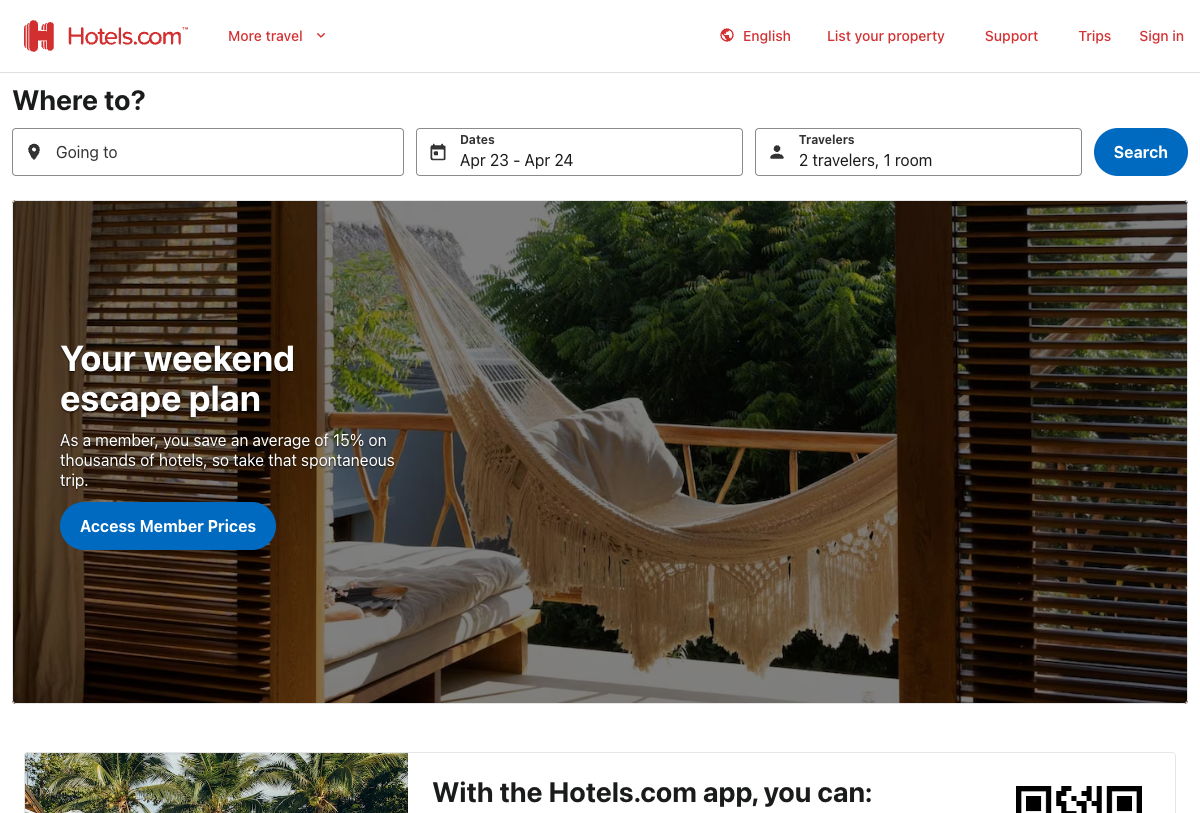 Hotels.com™
More travel
English
List your property
Support
Trips
Sign in
Where to?
Going to
Dates
Apr 23 - Apr 24
Travelers
2 travelers, 1 room
Search
Your weekend
escape plan
As a member, you save an average of 15% on
thousands of hotels, so take that spontaneous
trip.
Access Member Prices
With the Hotels.com app, you can: